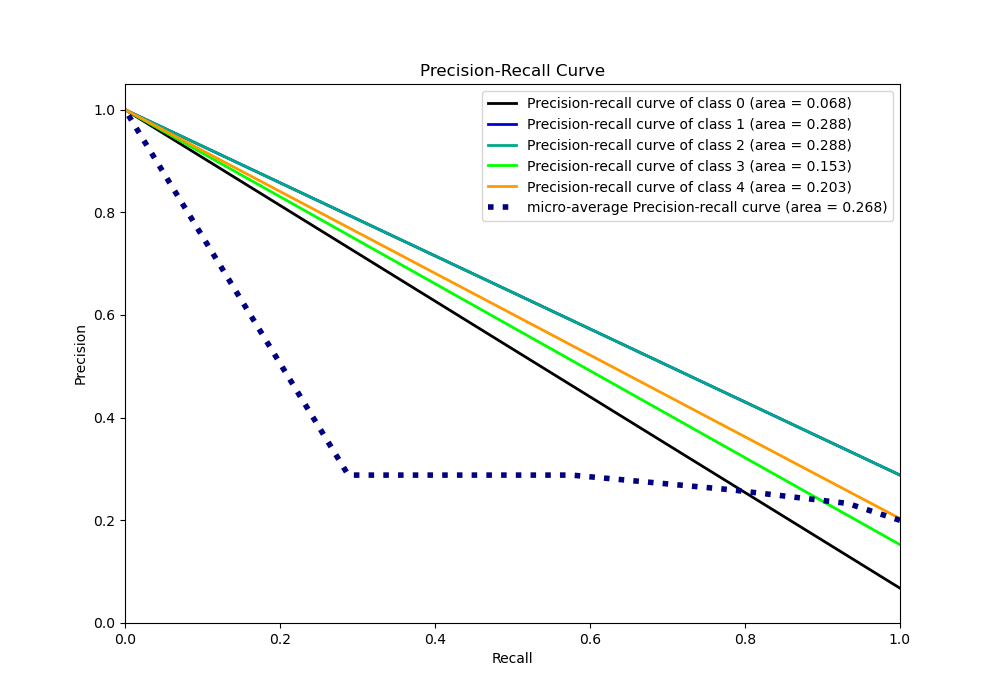 Precision-Recall Curve
Precision-recall curve of class 0 (area = 0.068)
Precision-recall curve of class 1 (area = 0.288)
Precision-recall curve of class 2 (area = 0.288)
Precision-recall curve of class 3 (area = 0.153)
Precision-recall curve of class 4 (area = 0.203)
micro-average Precision-recall curve (area = 0.268)
Precision
1.0
0.8
0.6
0.4
0.2
0.0
0.0 0.2 0.4 0.6 0.8 1.0
Recall